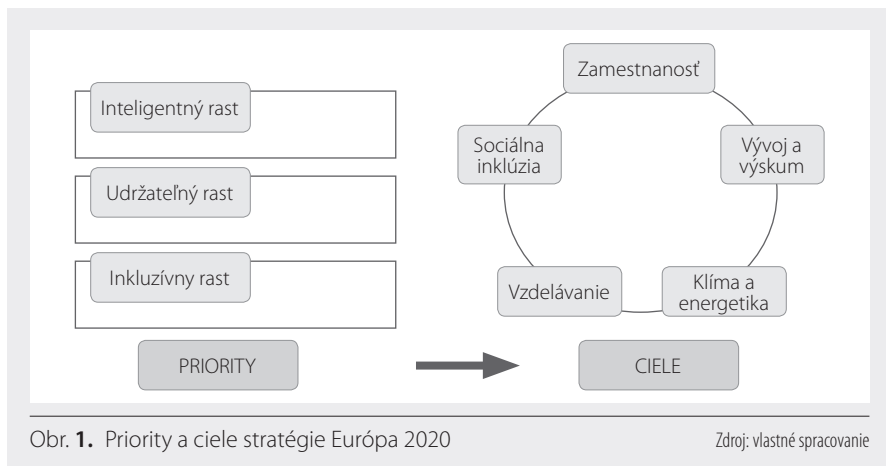 Inteligentný rast
Udržateľný rast
Inkluzívny rast
PRIORITY
Zamestnanosť
Sociálna
inklúzia
Vývoj a
výskum
Vzdelávanie
Klíma a
energetika
CIELE
Obr. 1. Priority a ciele stratégie Európa 2020
Zdroj: vlastné spracovanie